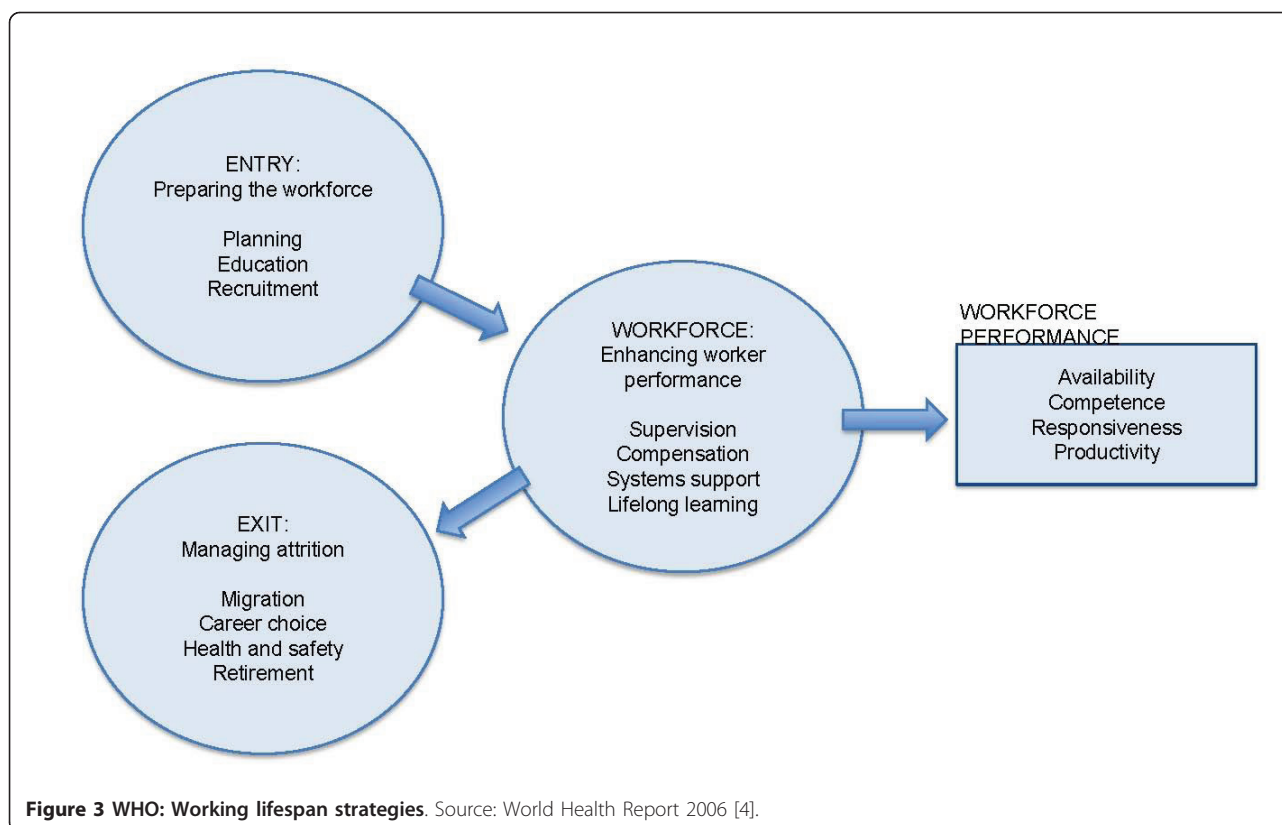 ENTRY:
Preparing the workforce
Planning
Education
Recruitment
WORKFORCE:
Enhancing worker
performance
Supervision
Compensation
Systems support
Lifelong learning
WORKFORCE
PERFORMANCE
Availability
Competence
Responsiveness
Productivity
EXIT:
Managing attrition
Migration
Career choice
Health and safety
Retirement
Figure 3 WHO: Working lifespan strategies. Source: World Health Report 2006 [4].